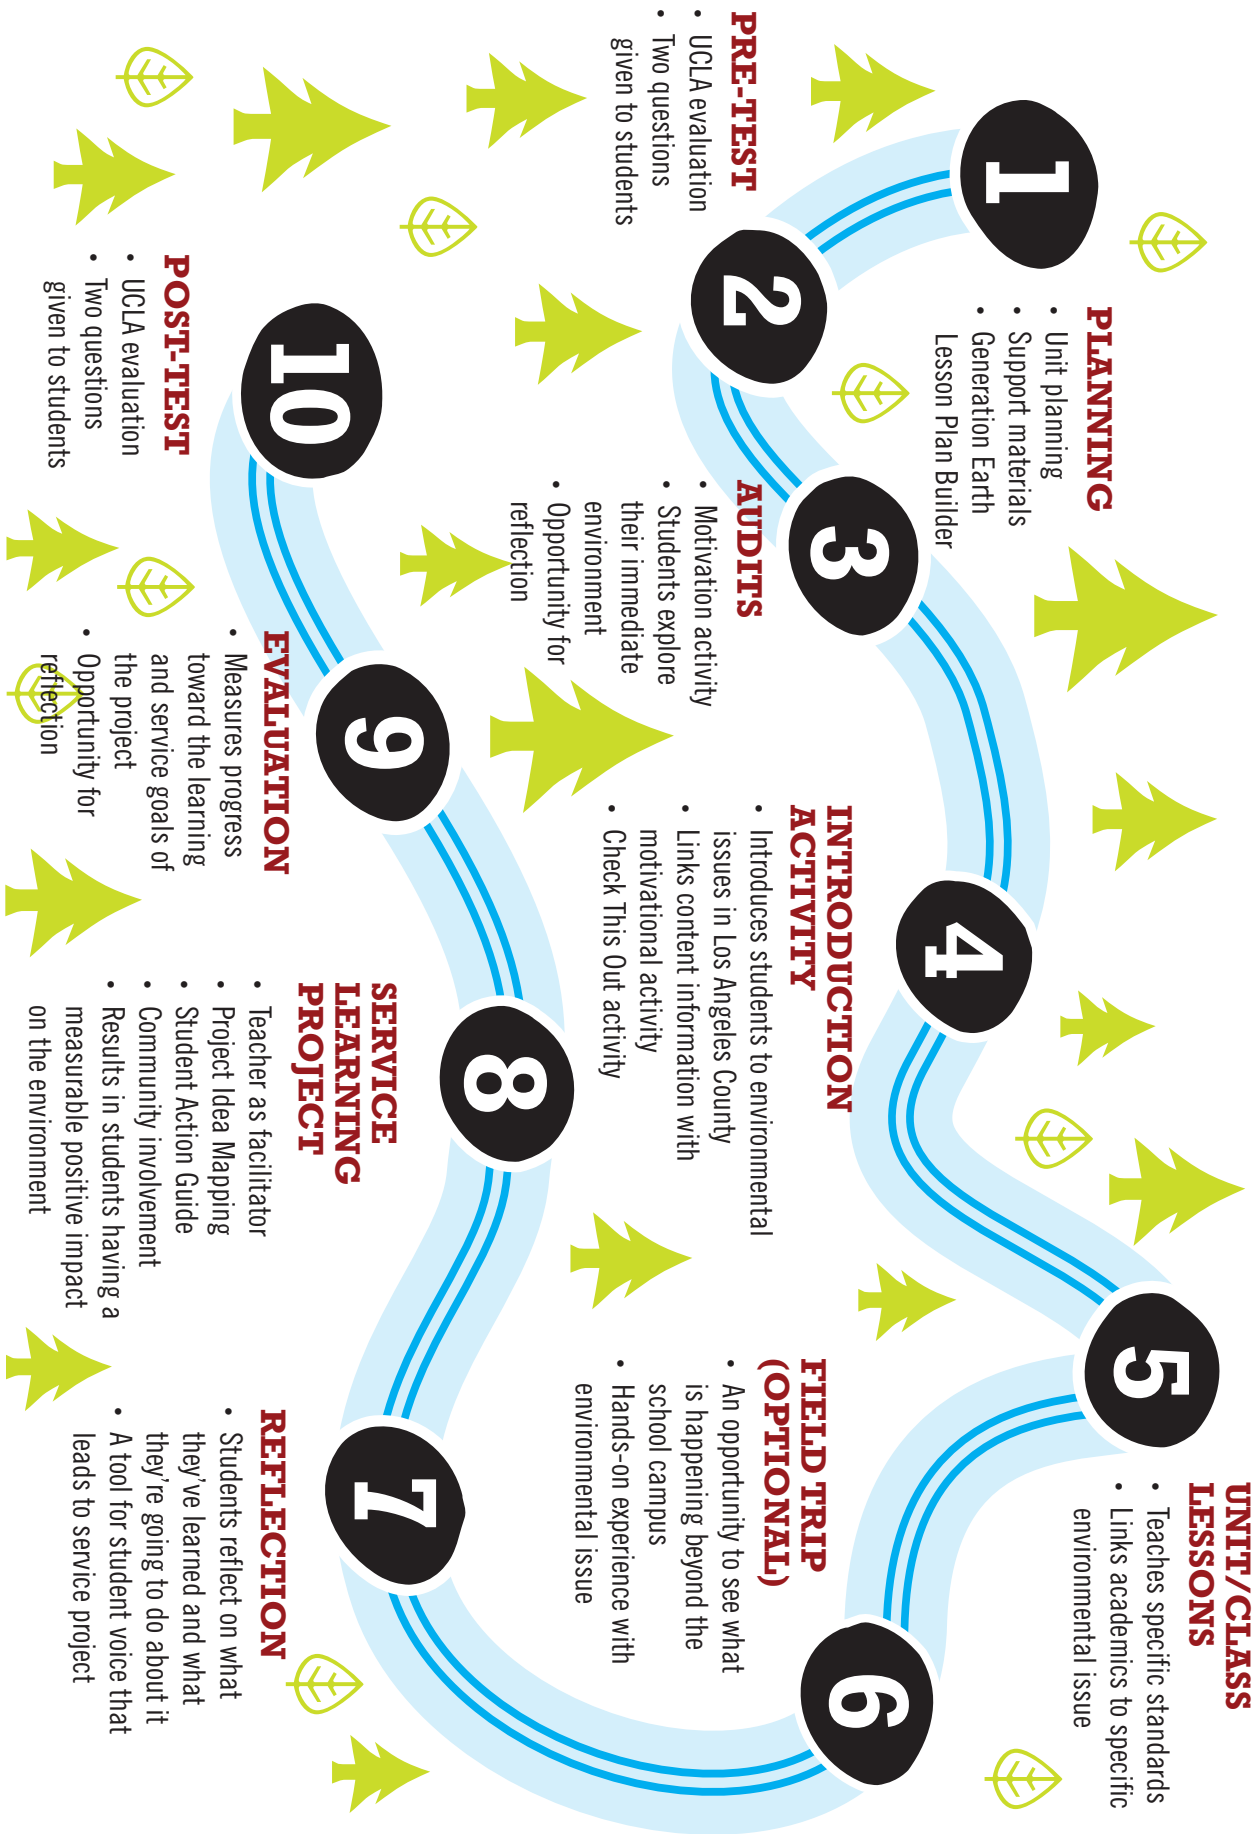 1
PLANNING
• Unit planning
• Support materials
• Generation Earth
Lesson Plan Builder
2
PRE-TEST
• UCLA evaluation
• Two questions
given to students
3
AUDITS
• Motivation activity
• Students explore
their immediate
environment
• Opportunity for
reflection
4
INTRODUCTION
ACTIVITY
• Introduces students to environmental
issues in Los Angeles County
• Links content information with
motivational activity
• Check This Out activity
5
UNIT/CLASS
LESSONS
• Teaches specific standards
• Links academics to specific
environmental issue
6
FIELD TRIP
(OPTIONAL)
• An opportunity to see what
is happening beyond the
school campus
• Hands-on experience with
environmental issue
7
REFLECTION
• Students reflect on what
they've learned and what
they're going to do about it
• A tool for student voice that
leads to service project
8
SERVICE
LEARNING
PROJECT
• Teacher as facilitator
• Project Idea Mapping
• Student Action Guide
• Community involvement
• Results in students having a
measurable positive impact
on the environment
9
EVALUATION
• Measures progress
toward the learning
and service goals of
the project
• Opportunity for
reflection
10
POST-TEST
• UCLA evaluation
• Two questions
given to students